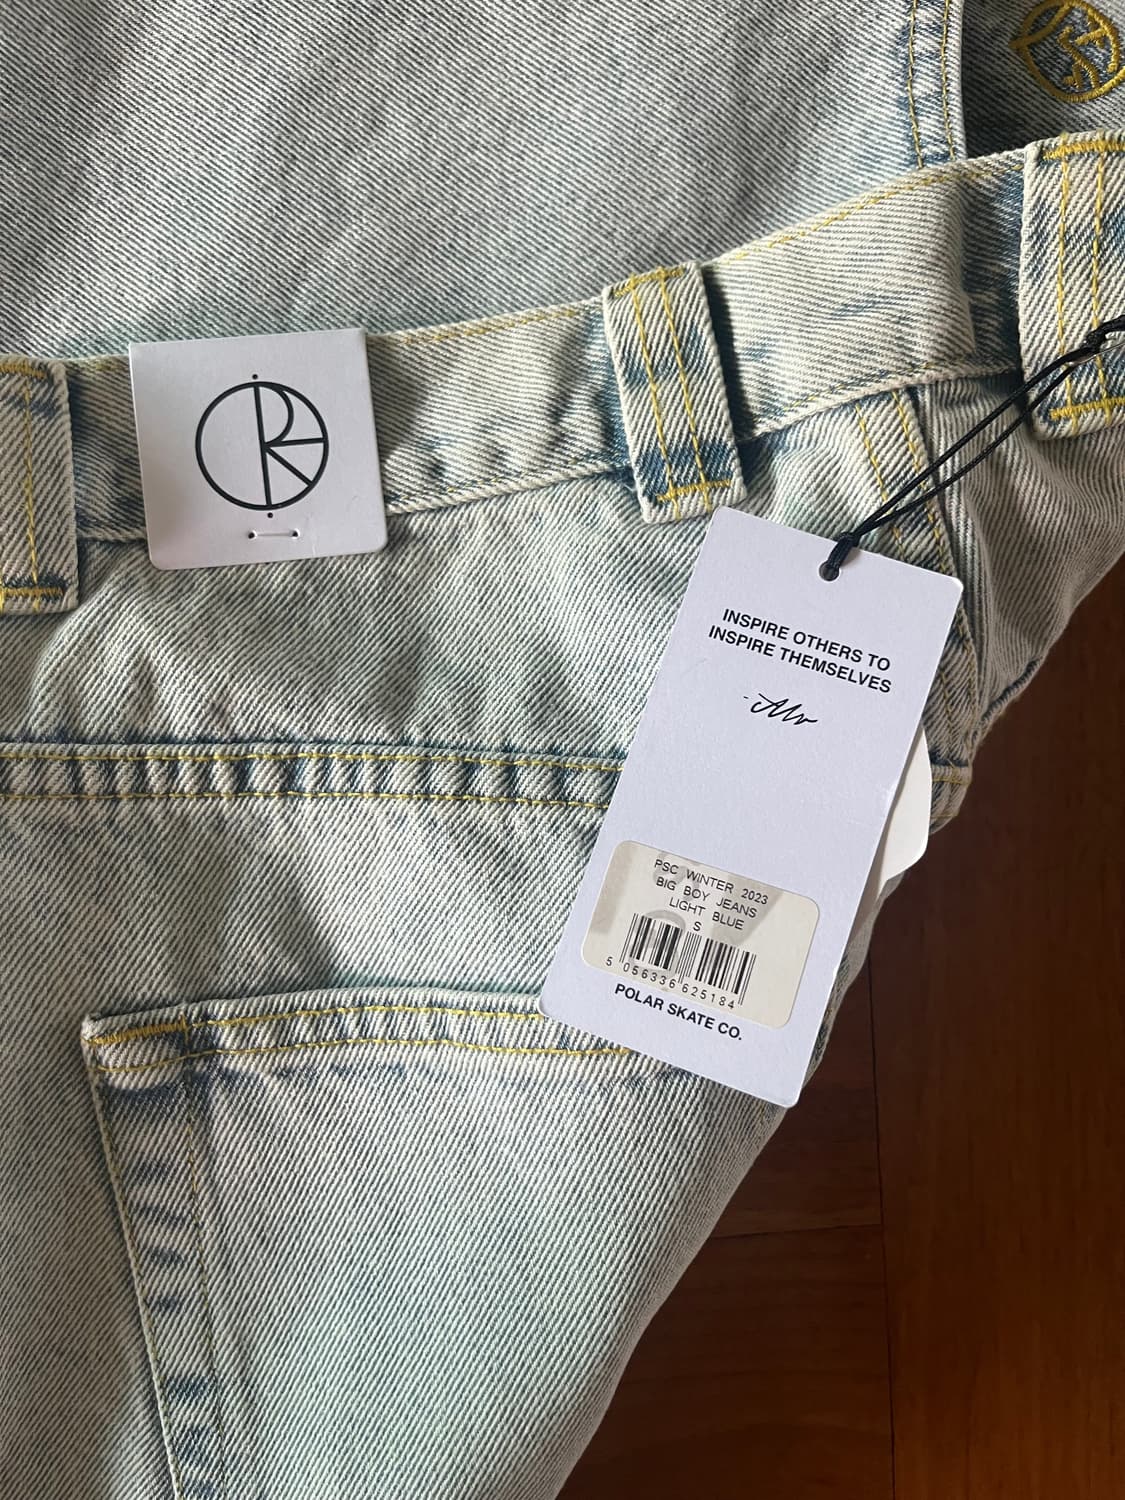 INSPIRE OTHERS TO
INSPIRE THEMSELVES
PSC WINTER 2023
BIG BOY JEANS
LIGHT BLUE
S
5 056336 625184
POLAR SKATE CO.